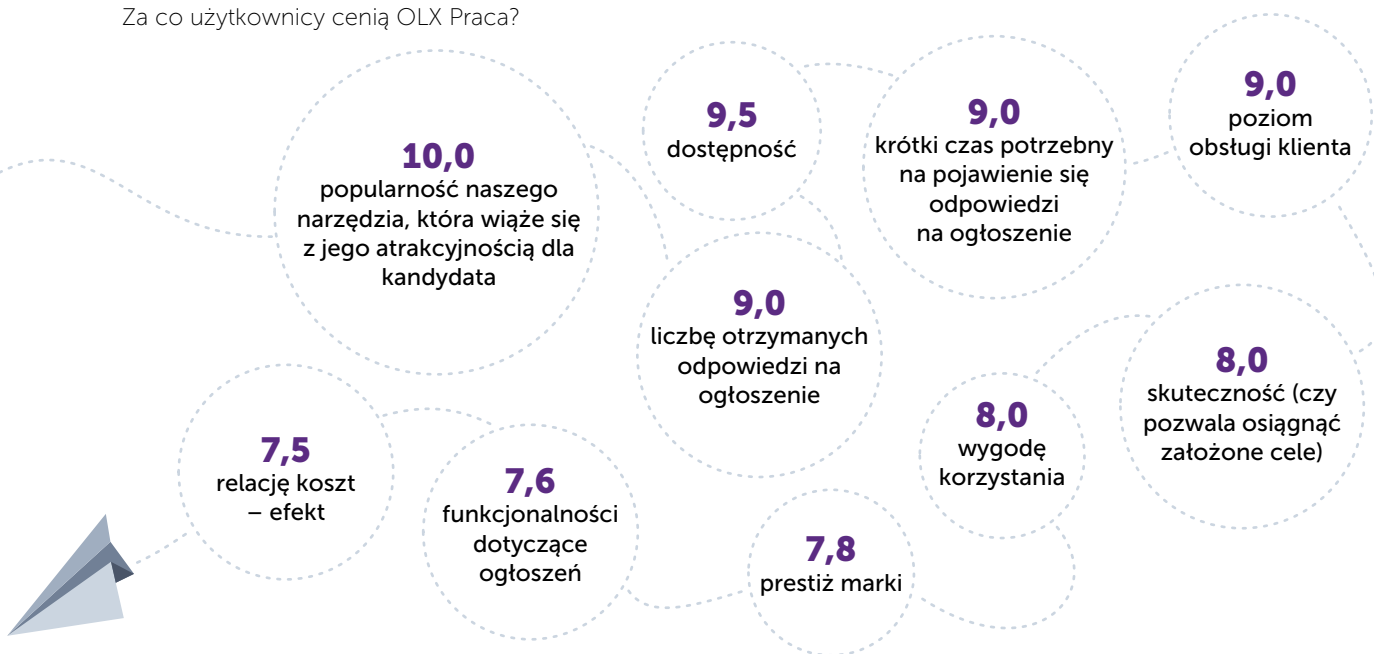 Za co użytkownicy cenią OLX Praca?
10,0
popularność naszego
narzędzia, która wiąże się
z jego atrakcyjnością dla
kandydata
9,5
dostępność
9,0
krótki czas potrzebny
na pojawienie się
odpowiedzi
na ogłoszenie
9,0
poziom
obsługi klienta
9,0
liczbę otrzymanych
odpowiedzi na
ogłoszenie
8,0
skuteczność (czy
pozwala osiągnąć
założone cele)
8,0
wygodę
korzystania
7,5
relację koszt
– efekt
7,6
funkcjonalności
dotyczące
ogłoszeń
7,8
prestiż marki